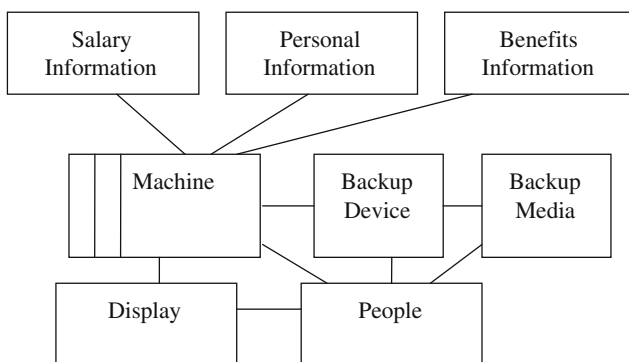 Salary
Information
Personal
Information
Benefits
Information
Machine
Backup
Device
Backup
Media
Display
People